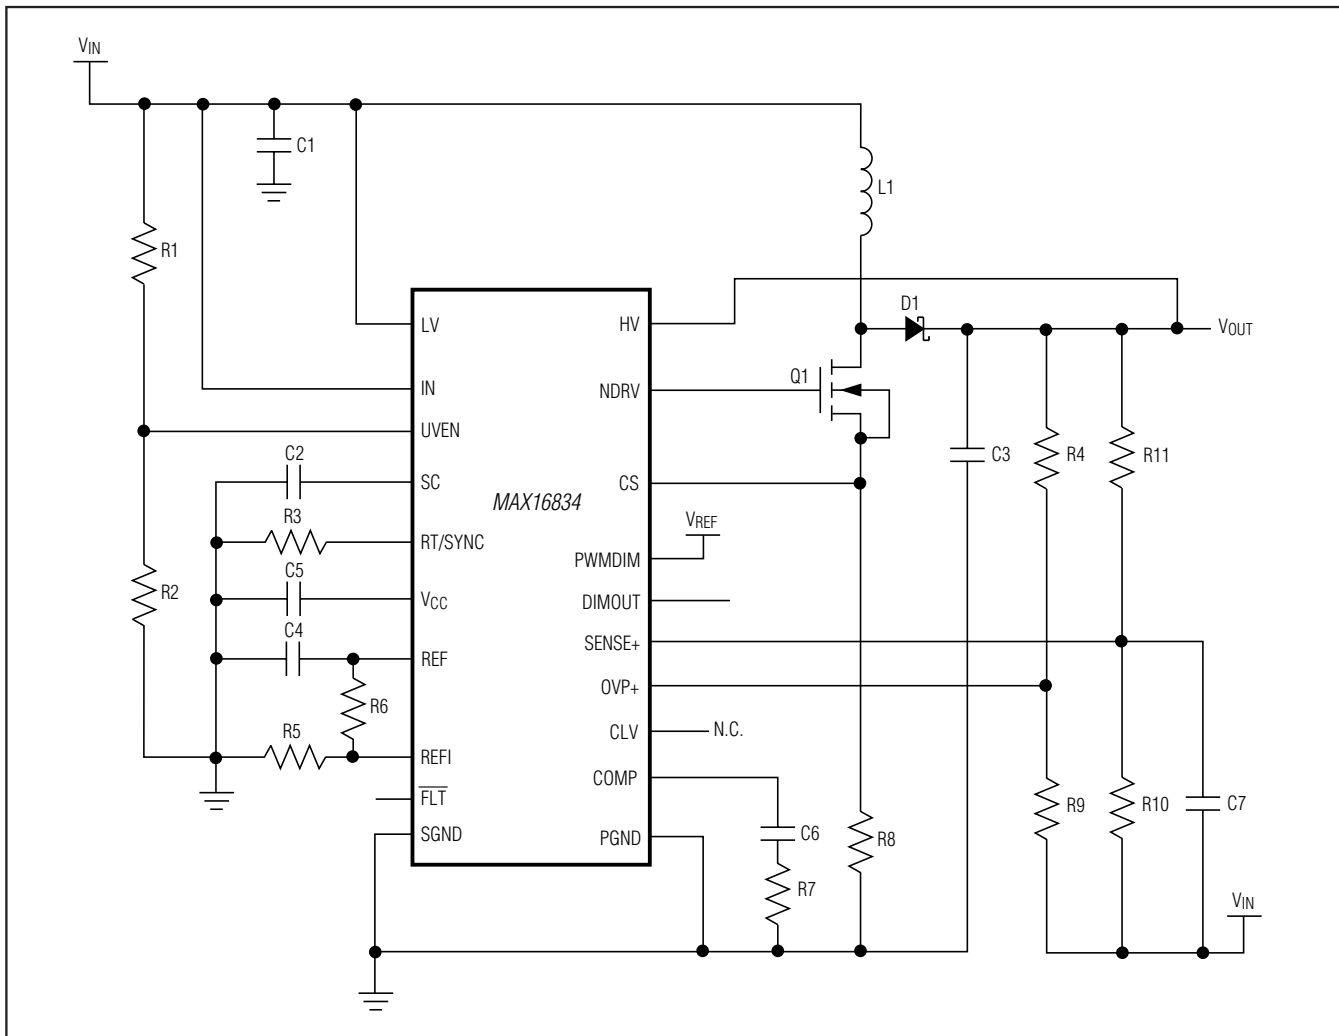 VIN
C1
L1
R1
D1
LV
HV
VOUT
IN
NDRV
Q1
UVEN
C2
SC
CS
C3
R4
R11
MAX16834
R3
RT/SYNC
VREF
PWMDIM
R2
C5
VCC
DIMOUT
C4
SENSE+
REF
OVP+
R6
CLV
N.C.
R5
REFI
COMP
FLT
R9
R10
C7
SGND
PGND
C6
R8
R7
VIN